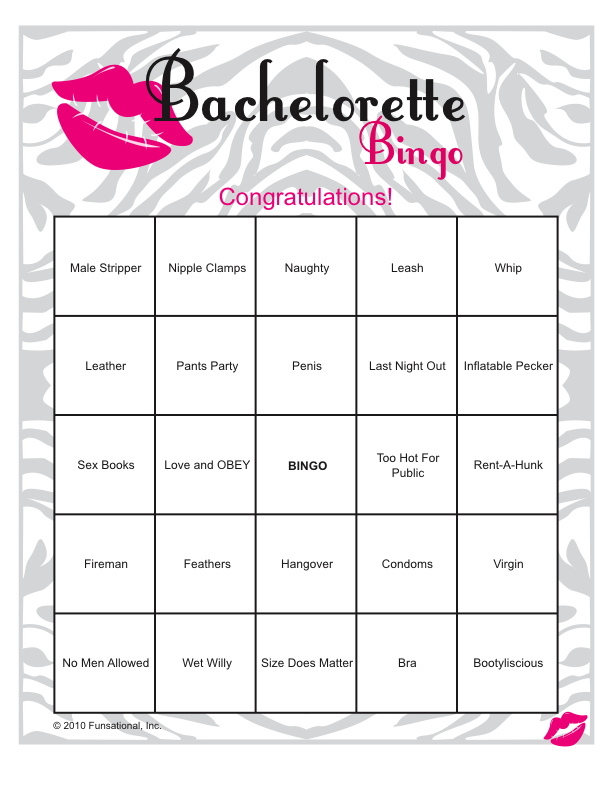 Bachelorette
Bingo
Congratulations!
Male Stripper
Nipple Clamps
Naughty
Leash
Whip
Leather
Pants Party
Penis
Last Night Out
Inflatable Pecker
Sex Books
Love and OBEY
BINGO
Too Hot For
Public
Rent-A-Hunk
Fireman
Feathers
Hangover
Condoms
Virgin
No Men Allowed
Wet Willy
Size Does Matter
Bra
Bootyliscious
© 2010 Funsational, Inc.